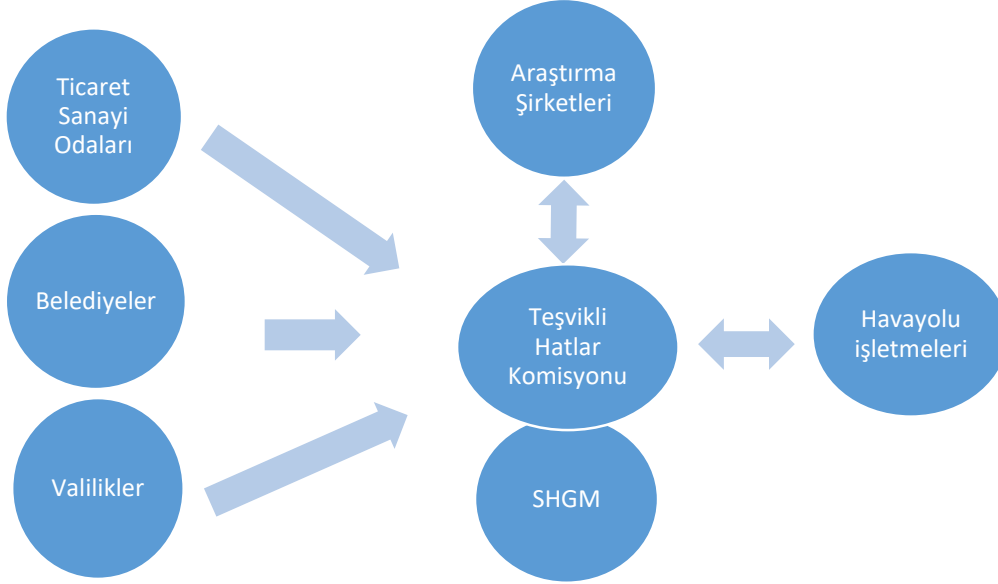 Ticaret
Sanayi
Odaları
Araştırma
Şirketleri
Belediyeler
Teşvikli
Hatlar
Komisyonu
Havayolu
işletmeleri
Valilikler
SHGM